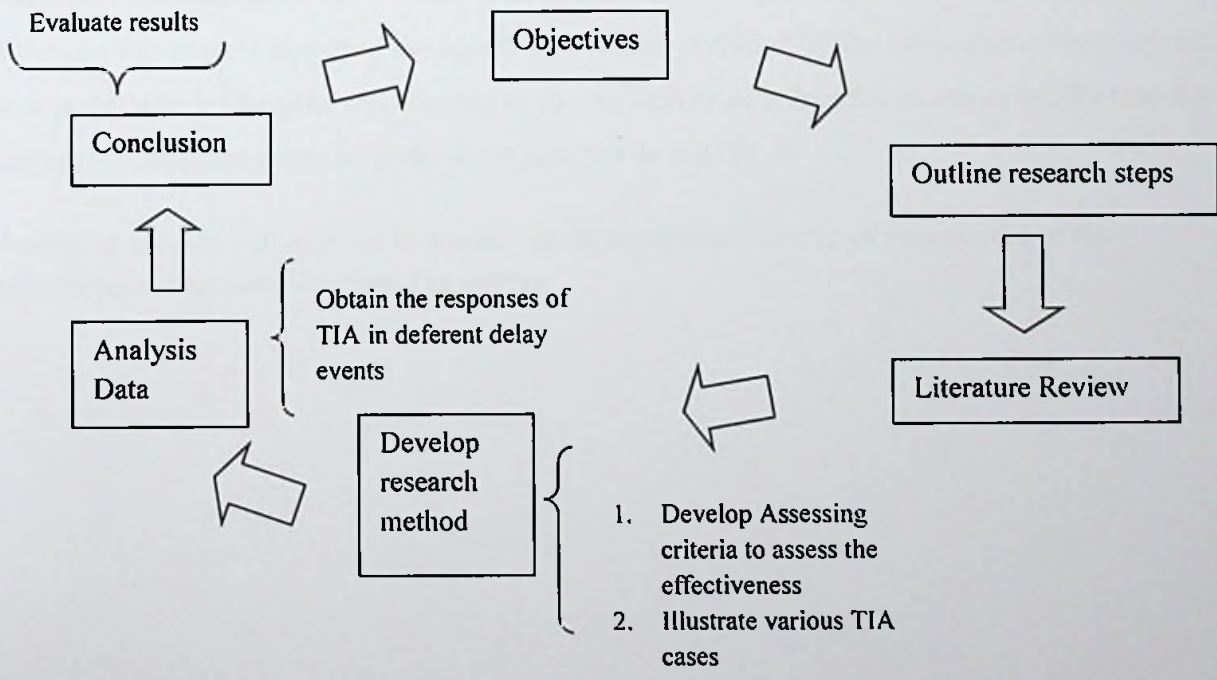 Evaluate results
Objectives
Conclusion
Outline research steps
Obtain the responses of
TIA in deferent delay
events
Analysis
Data
Literature Review
Develop
research
method
1. Develop Assessing
criteria to assess the
effectiveness
2. Illustrate various TIA
cases